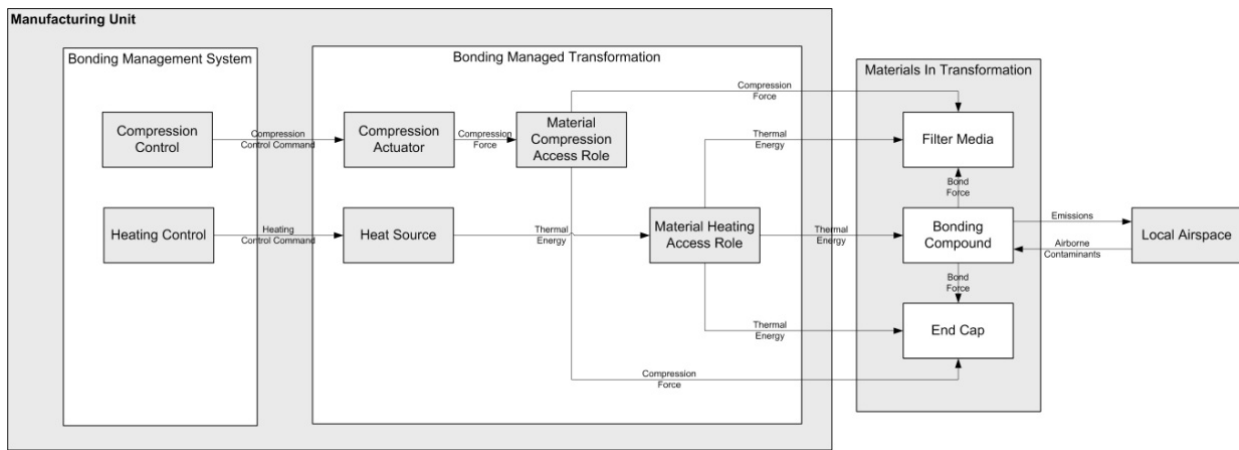 Manufacturing Unit
Bonding Management System
Bonding Managed Transformation
Materials In Transformation
Compression
Force
Compression
Control
Compression
Control Command
Compression
Actuator
Compression
Force
Material
Compression
Access Role
Thermal
Energy
Filter Media
Bond
Force
Heating Control
Heating
Control Command
Heat Source
Thermal
Energy
Material Heating
Access Role
Thermal
Energy
Bonding
Compound
Emissions
Airborne
Contaminants
Local Airspace
Bond
Force
Thermal
Energy
End Cap
Compression
Force